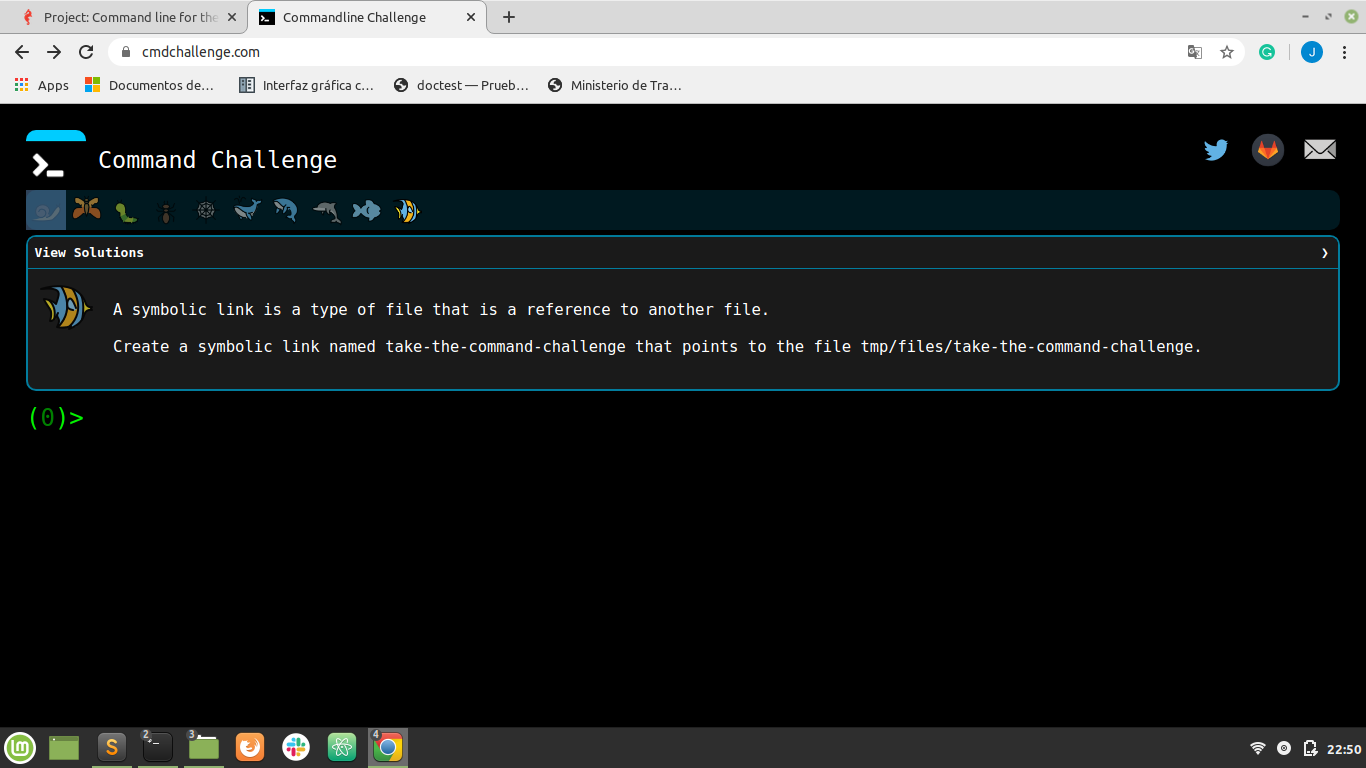 Project: Command line for the
Commandline Challenge
cmdchallenge.com
J
Apps
Documentos de…
Interfaz gráfica c…
doctest — Prueb…
Ministerio de Tra…
Command Challenge
View Solutions
A symbolic link is a type of file that is a reference to another file.
Create a symbolic link named take-the-command-challenge that points to the file tmp/files/take-the-command-challenge.
(0)>
2
3
4
22:50